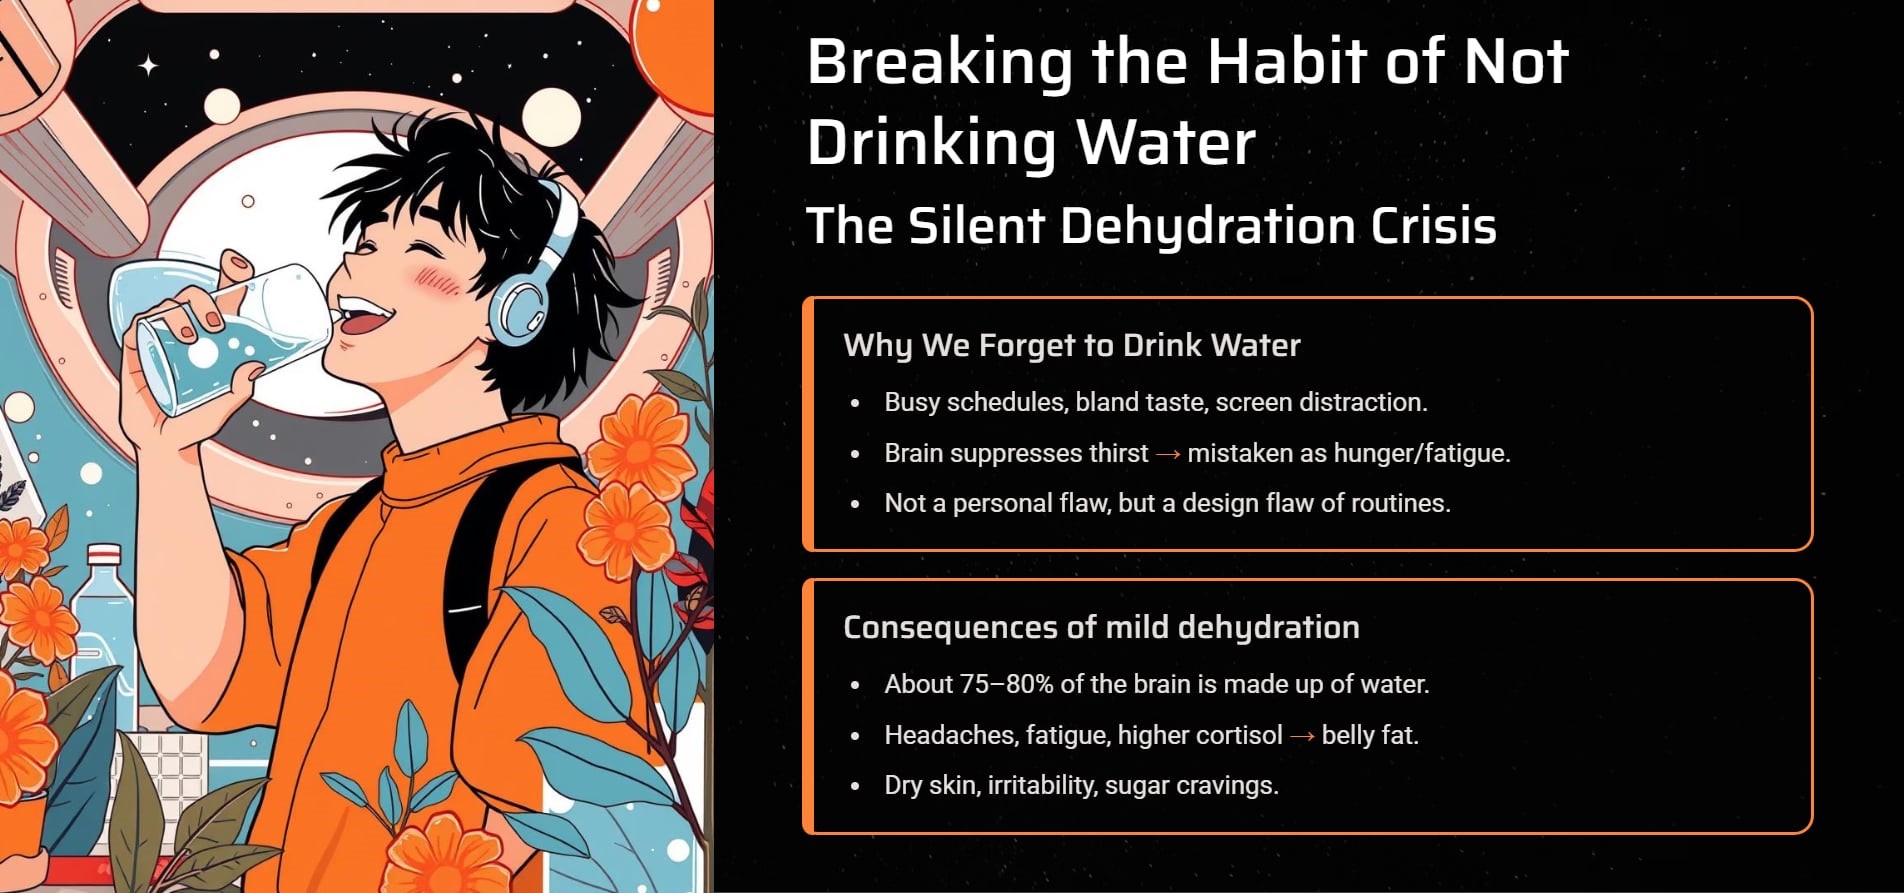 Breaking the Habit of Not
Drinking Water
The Silent Dehydration Crisis
Why We Forget to Drink Water
• Busy schedules, bland taste, screen distraction.
• Brain suppresses thirst → mistaken as hunger/fatigue.
• Not a personal flaw, but a design flaw of routines.
Consequences of mild dehydration
• About 75–80% of the brain is made up of water.
• Headaches, fatigue, higher cortisol → belly fat.
• Dry skin, irritability, sugar cravings.